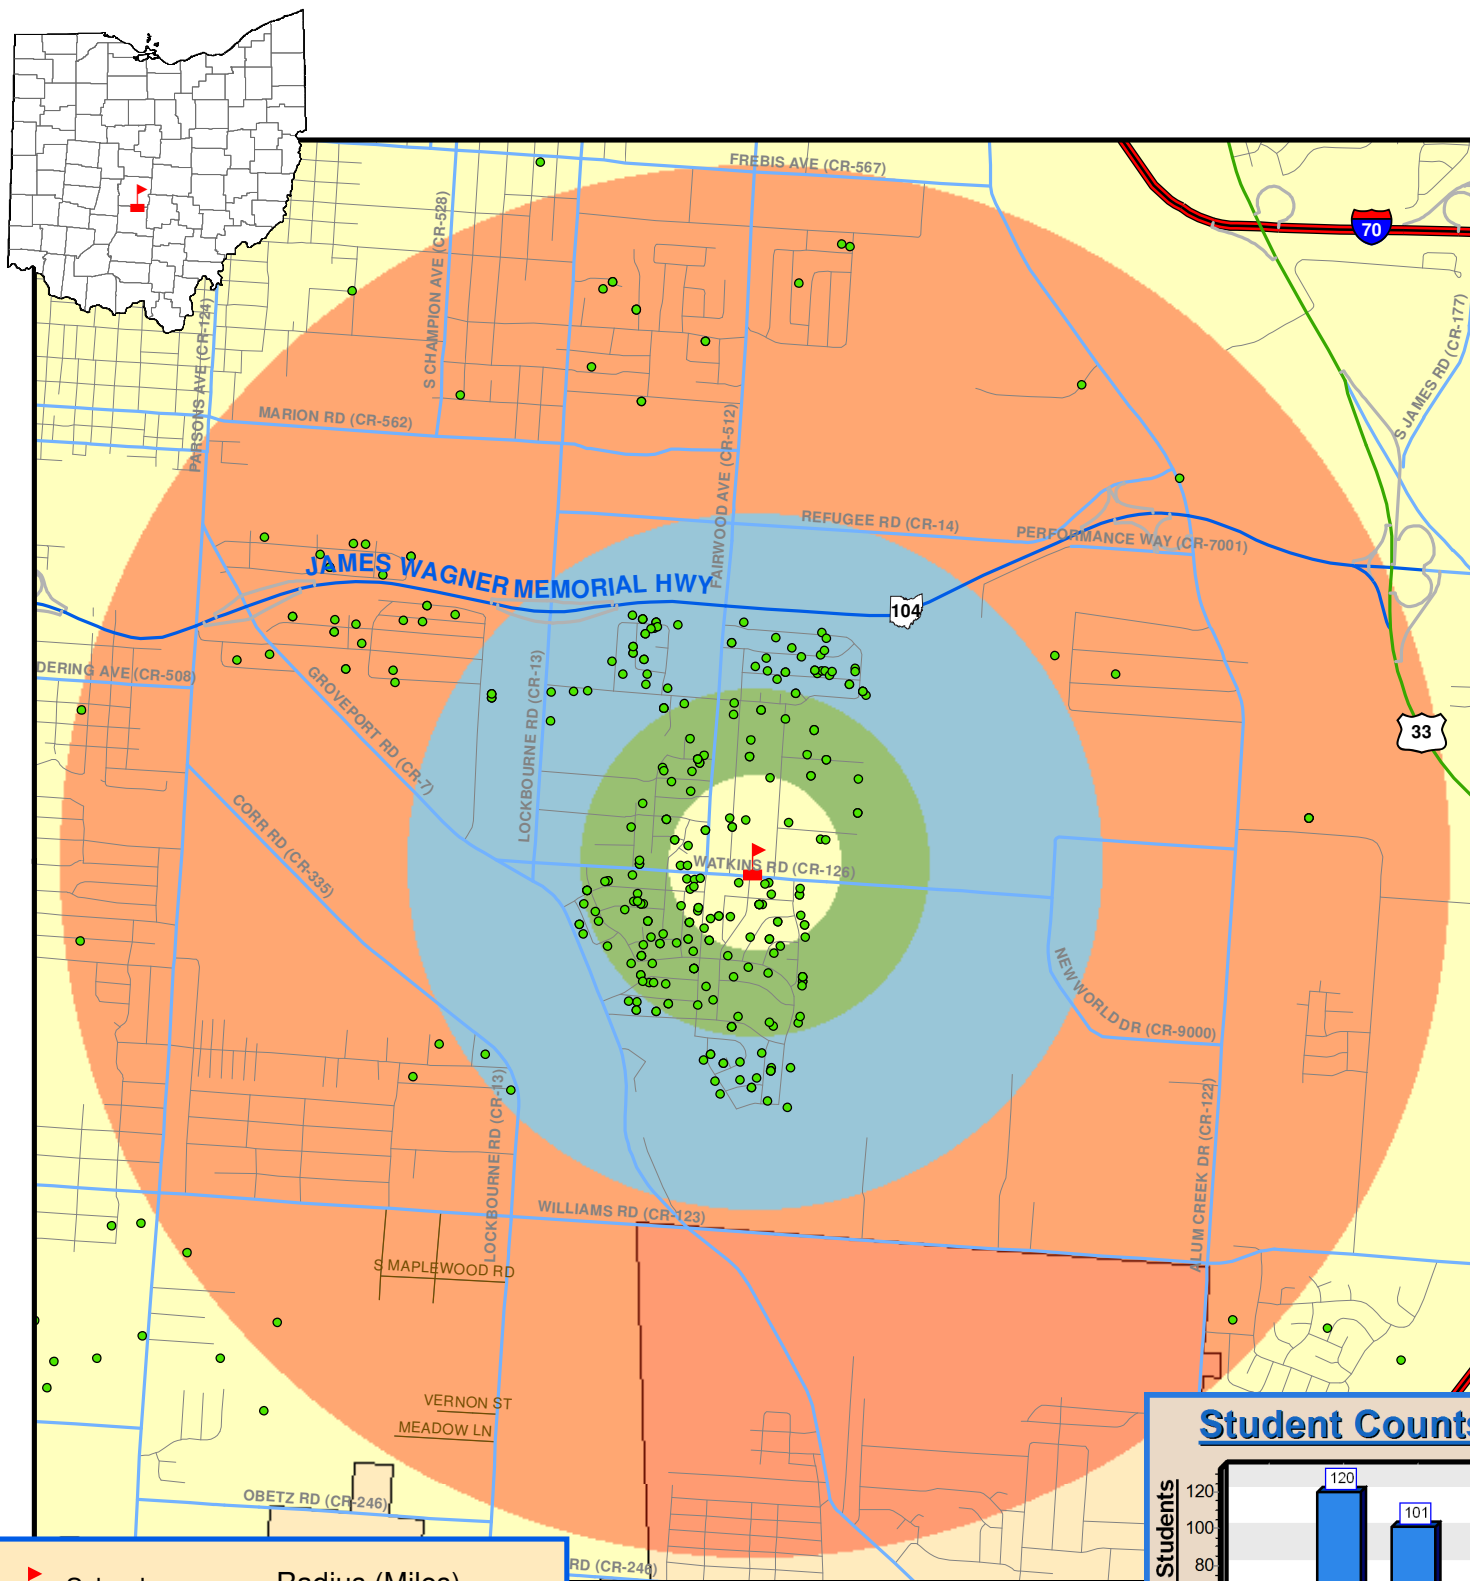 FREBIS AVE (CR-567)
70
S CHAMPION AVE (CR-528)
PARSONS AVE (CR-124)
S JAMES RD (CR-177)
MARION RD (CR-562)
FAIRWOOD AVE (CR-512)
REFUGEE RD (CR-14)
PERFORMANCE WAY (CR-7001)
JAMES WAGNER MEMORIAL HWY
104
DERING AVE (CR-508)
GROVEPORT RD (CR-7)
LOCKBOURNE RD (CR-13)
33
CORR RD (CR-335)
WATKINS RD (CR-126)
NEW WORLD DR (CR-9000)
LOCKBOURNE RD (CR-13)
ALUM CREEK DR (CR-122)
WILLIAMS RD (CR-123)
S MAPLEWOOD RD
VERNON ST
MEADOW LN
OBETZ RD (CR-246)
RD (CR-246)
Student Counts
Students
120
100
80
120
101
Radius (Miles)